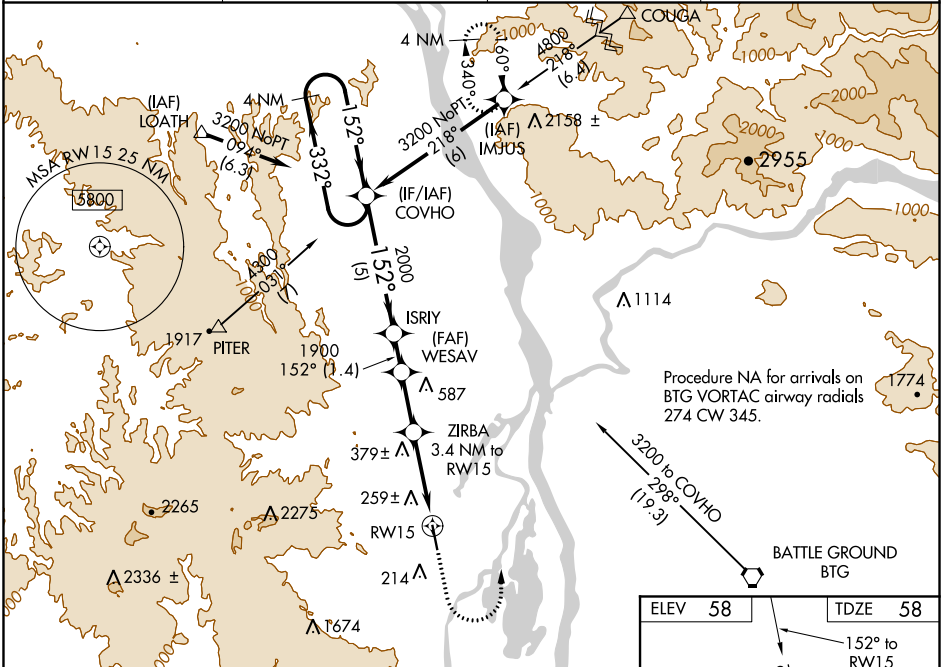 COUGA
4 NM
1000
160°
340°
4800
218°
(6.4)
1000
2000
1000
2000
2955
1000
1000
1000
(IAF)
LOATH
3200 NoPT
094°
(6.3)
4 NM
152°
332°
3200 NoPT
218°
(6)
(IAF)
IMJUS
2158 ±
MSA RW15 25 NM
5800
(IF/IAF)
COVHO
4300
031°
(7)
1917
PITER
2000
152°
(5)
ISRIY
1900
152° (1.4)
(FAF)
WESAV
587
1114
Procedure NA for arrivals on
BTG VORTAC airway radials
274 CW 345.
1774
ZIRBA
3.4 NM to
RW15
379±
259±
RW15
214
2265
2275
2336 ±
1674
3200 to COVHO
298°
(19.3)
BATTLE GROUND
BTG
ELEV 58
TDZE 58
152° to
RW15